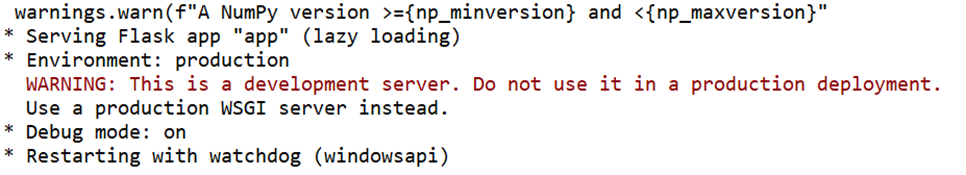 warnings.warn(f"A NumPy version >={np_minversion} and <{np_maxversion}"
* Serving Flask app "app" (lazy loading)
* Environment: production
WARNING: This is a development server. Do not use it in a production deployment.
Use a production WSGI server instead.
* Debug mode: on
* Restarting with watchdog (windowsapi)